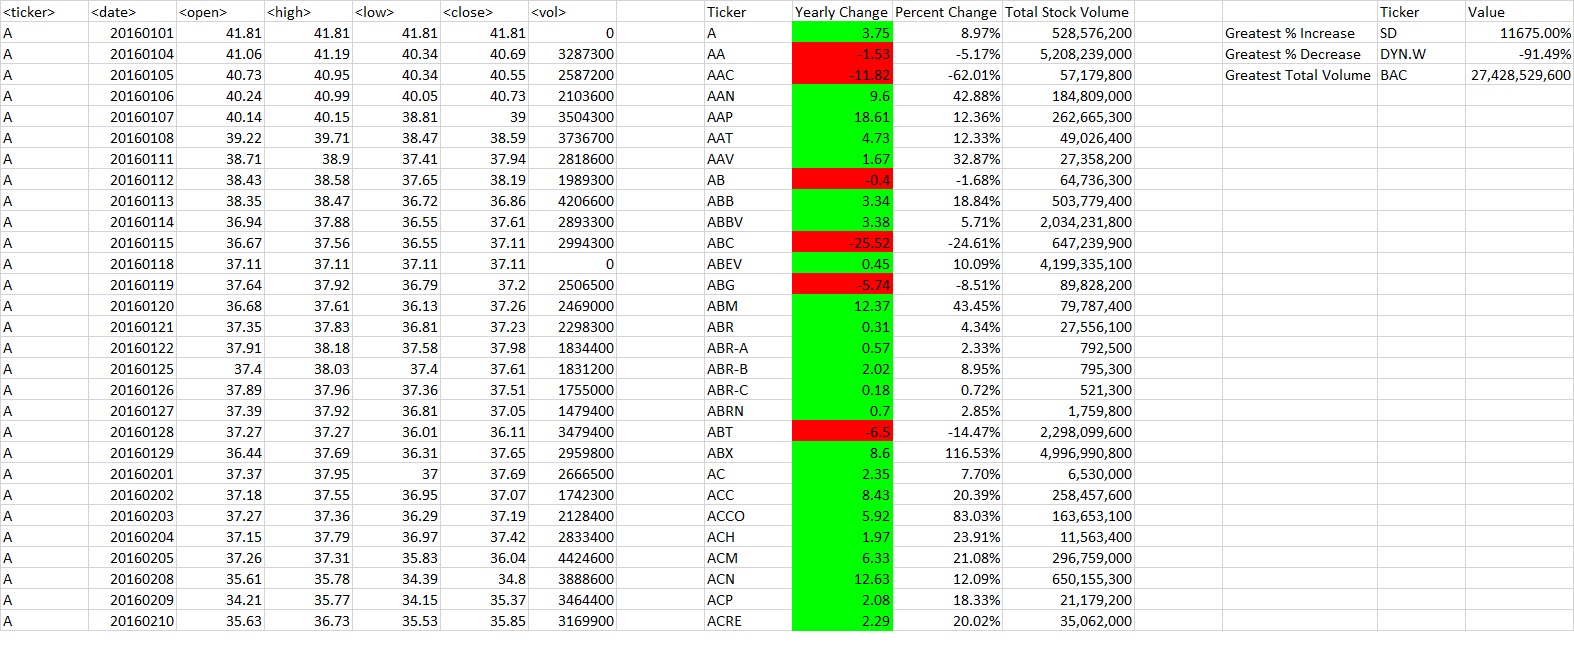 <ticker> <date> <open> <high> <low> <close> <vol> Ticker Yearly Change Percent Change Total Stock Volume Ticker Value
A 20160101 41.81 41.81 41.81 41.81 0 A 3.75 8.97% 528,576,200 Greatest % Increase SD 11675.00%
A 20160104 41.06 41.19 40.34 40.69 3287300 AA -1.53 -5.17% 5,208,239,000 Greatest % Decrease DYN.W -91.49%
A 20160105 40.73 40.95 40.34 40.55 2587200 AAC -11.82 -62.01% 57,179,800 Greatest Total Volume BAC 27,428,529,600
A 20160106 40.24 40.99 40.05 40.73 2103600 AAN 9.6 42.88% 184,809,000
A 20160107 40.14 40.15 38.81 39 3504300 AAP 18.61 12.36% 262,665,300
A 20160108 39.22 39.71 38.47 38.59 3736700 AAT 4.73 12.33% 49,026,400
A 20160111 38.71 38.9 37.41 37.94 2818600 AAV 1.67 32.87% 27,358,200
A 20160112 38.43 38.58 37.65 38.19 1989300 AB -0.4 -1.68% 64,736,300
A 20160113 38.35 38.47 36.72 36.86 4206600 ABB 3.34 18.84% 503,779,400
A 20160114 36.94 37.88 36.55 37.61 2893300 ABBV 3.38 5.71% 2,034,231,800
A 20160115 36.67 37.56 36.55 37.11 2994300 ABC -25.52 -24.61% 647,239,900
A 20160118 37.11 37.11 37.11 37.11 0 ABEV 0.45 10.09% 4,199,335,100
A 20160119 37.64 37.92 36.79 37.2 2506500 ABG -5.74 -8.51% 89,828,200
A 20160120 36.68 37.61 36.13 37.26 2469000 ABM 12.37 43.45% 79,787,400
A 20160121 37.35 37.83 36.81 37.23 2298300 ABR 0.31 4.34% 27,556,100
A 20160122 37.91 38.18 37.58 37.98 1834400 ABR-A 0.57 2.33% 792,500
A 20160125 37.4 38.03 37.4 37.61 1831200 ABR-B 2.02 8.95% 795,300
A 20160126 37.89 37.96 37.36 37.51 1755000 ABR-C 0.18 0.72% 521,300
A 20160127 37.39 37.92 36.81 37.05 1479400 ABRN 0.7 2.85% 1,759,800
A 20160128 37.27 37.27 36.01 36.11 3479400 ABT -6.5 -14.47% 2,298,099,600
A 20160129 36.44 37.69 36.31 37.65 2959800 ABX 8.6 116.53% 4,996,990,800
A 20160201 37.37 37.95 37 37.69 2666500 AC 2.35 7.70% 6,530,000
A 20160202 37.18 37.55 36.95 37.07 1742300 ACC 8.43 20.39% 258,457,600
A 20160203 37.27 37.36 36.29 37.19 2128400 ACCO 5.92 83.03% 163,653,100
A 20160204 37.15 37.79 36.97 37.42 2833400 ACH 1.97 23.91% 11,563,400
A 20160205 37.26 37.31 35.83 36.04 4424600 ACM 6.33 21.08% 296,759,000
A 20160208 35.61 35.78 34.39 34.8 3888600 ACN 12.63 12.09% 650,155,300
A 20160209 34.21 35.77 34.15 35.37 3464400 ACP 2.08 18.33% 21,179,200
A 20160210 35.63 36.73 35.53 35.85 3169900 ACRE 2.29 20.02% 35,062,000